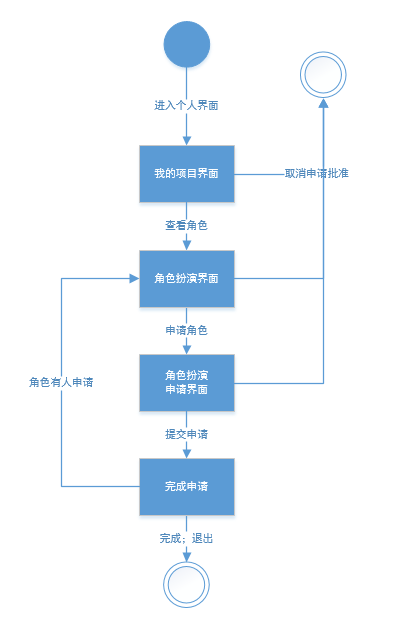 进入个人界面
我的项目界面
取消申请批准
查看角色
角色扮演界面
申请角色
角色扮演
申请界面
角色有人申请
提交申请
完成申请
完成；退出